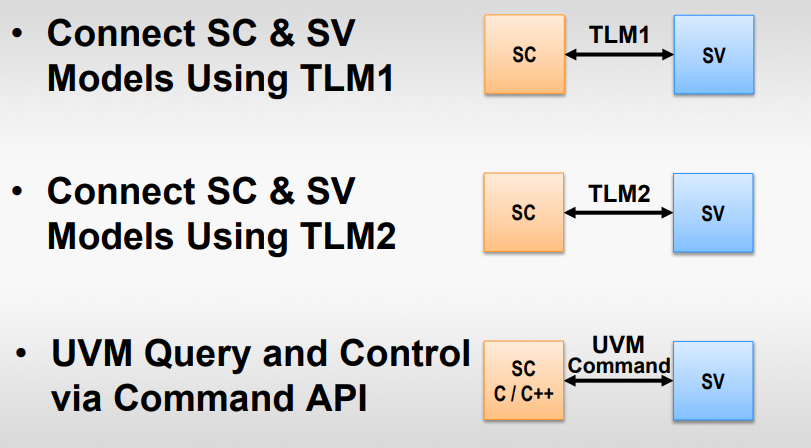 • Connect SC & SV
Models Using TLM1
SC
TLM1
SV
• Connect SC & SV
Models Using TLM2
SC
TLM2
SV
• UVM Query and Control
via Command API
SC
C / C++
UVM
Command
SV